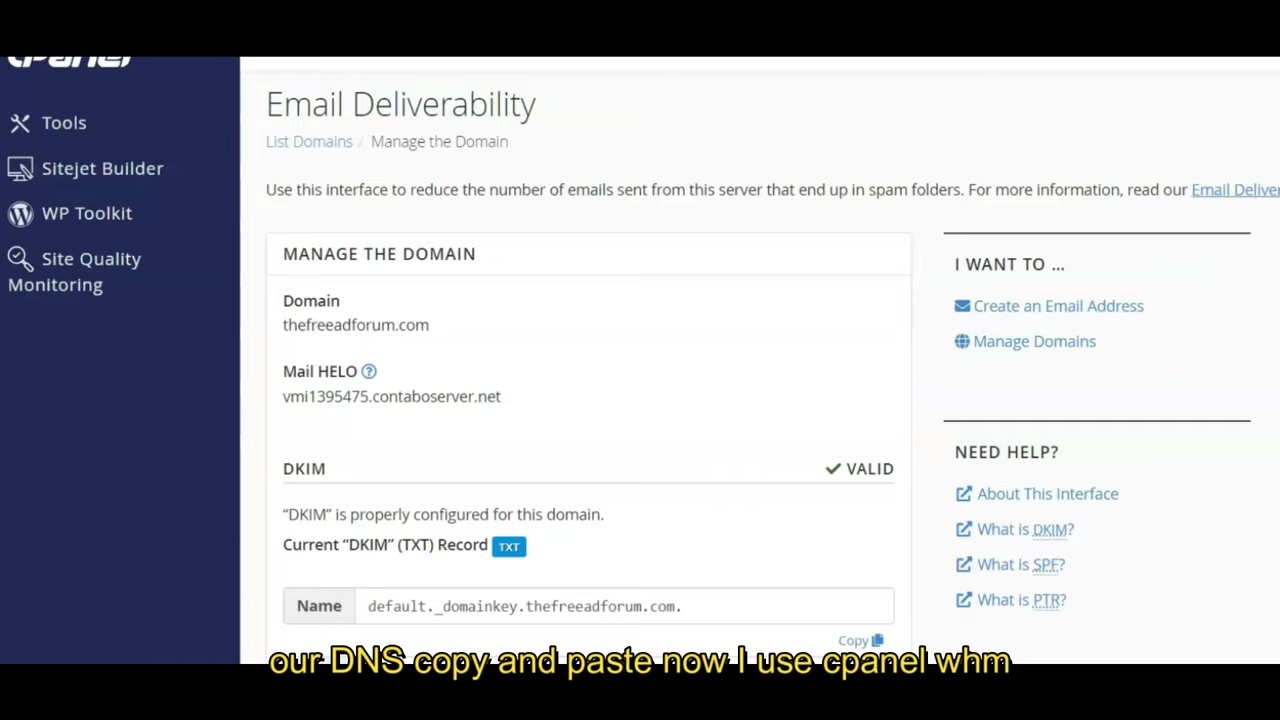 cPanel
Tools
Sitejet Builder
WP Toolkit
Site Quality
Monitoring
Email Deliverability
List Domains / Manage the Domain
Use this interface to reduce the number of emails sent from this server that end up in spam folders. For more information, read our Email Deliver
MANAGE THE DOMAIN
Domain
thefreeadforum.com
Mail HELO ?
vmi1395475.contaboserver.net
DKIM VALID
“DKIM” is properly configured for this domain.
Current “DKIM” (TXT) Record TXT
Name default._domainkey.thefreeadforum.com.
Copy
I WANT TO ...
Create an Email Address
Manage Domains
NEED HELP?
About This Interface
What is DKIM?
What is SPF?
What is PTR?
our DNS copy and paste now I use cpanel whm